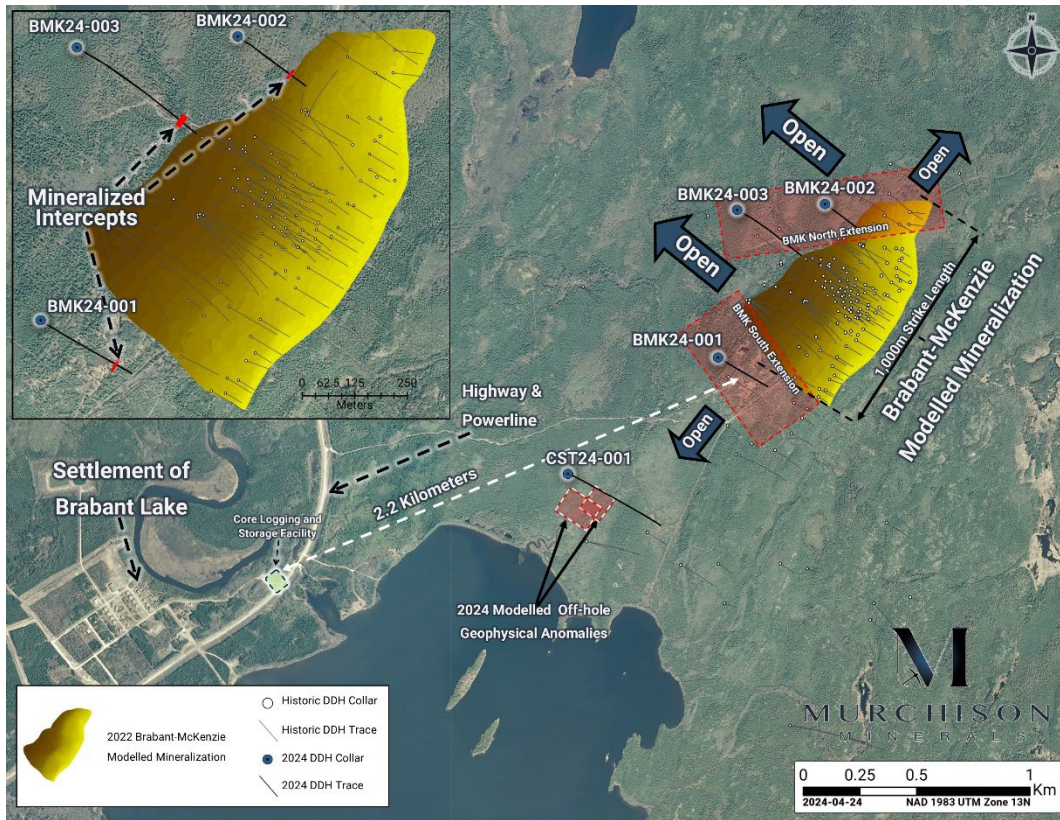 BMK24-003
BMK24-002
Mineralized
Intercepts
BMK24-001
0 62.5 125 250
Meters
N
Open
Open
BMK24-003
BMK24-002
BMK North Extension
Open
BMK24-001
BMK South Extension
1,000m Strike Length
Brabant-McKenzie
Modelled Mineralization
Open
Highway &
Powerline
2.2 Kilometers
CST24-001
Settlement of
Brabant Lake
Core Logging and
Storage Facility
2024 Modelled Off-hole
Geophysical Anomalies
2022 Brabant-McKenzie
Modelled Mineralization
Historic DDH Collar
Historic DDH Trace
2024 DDH Collar
2024 DDH Trace
M
MURCHISON
MINERALS
0 0.25 0.5 1
Km
2024-04-24 NAD 1983 UTM Zone 13N